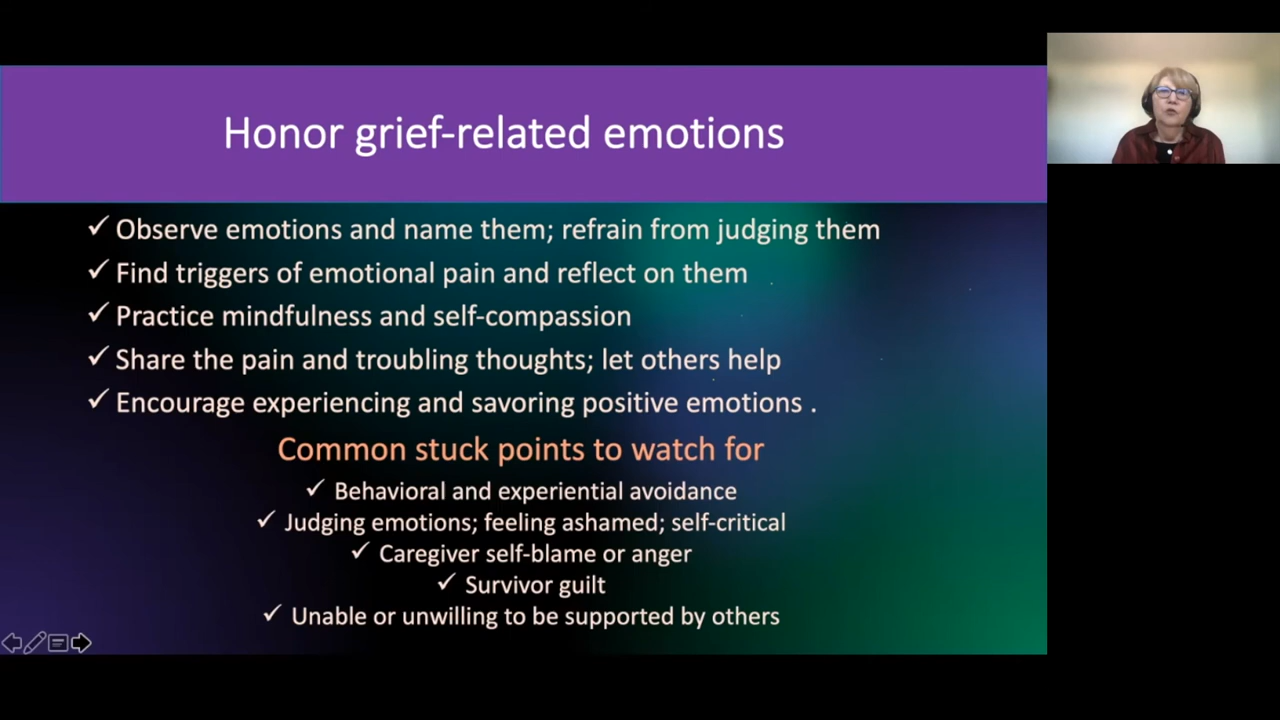 Honor grief-related emotions
✓ Observe emotions and name them; refrain from judging them
✓ Find triggers of emotional pain and reflect on them
✓ Practice mindfulness and self-compassion
✓ Share the pain and troubling thoughts; let others help
✓ Encourage experiencing and savoring positive emotions .
Common stuck points to watch for
✓ Behavioral and experiential avoidance
✓ Judging emotions; feeling ashamed; self-critical
✓ Caregiver self-blame or anger
✓ Survivor guilt
✓ Unable or unwilling to be supported by others